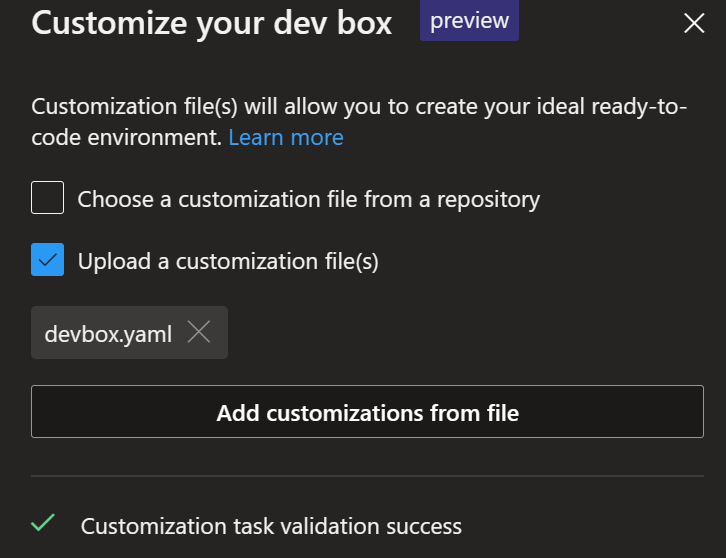 Customize your dev box preview
Customization file(s) will allow you to create your ideal ready-to-
code environment. Learn more
Choose a customization file from a repository
Upload a customization file(s)
devbox.yaml
Add customizations from file
Customization task validation success